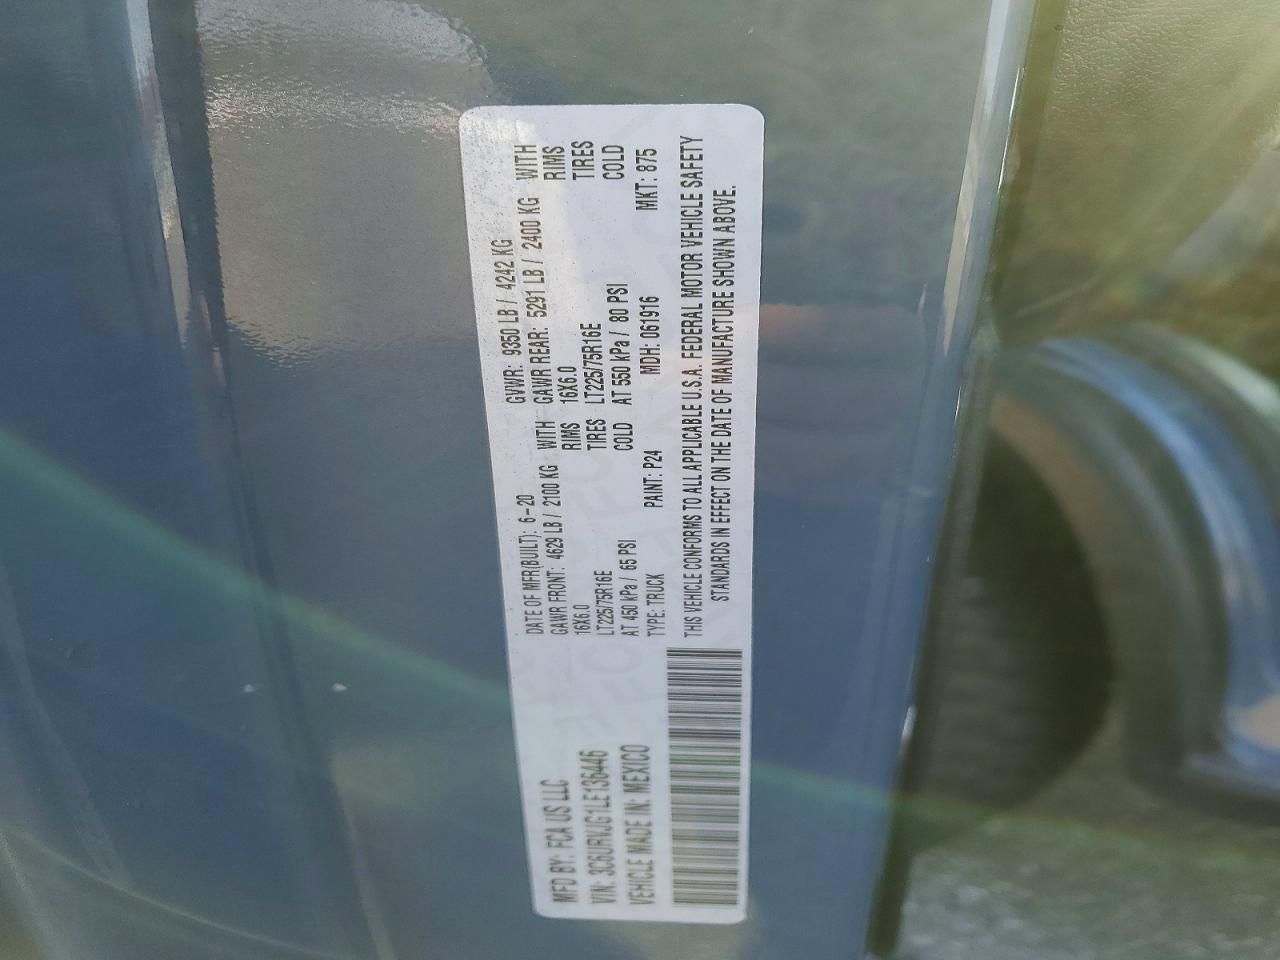 MFD BY: FCA US LLC
VIN: 3C6URVJG1LE136446
VEHICLE MADE IN: MEXICO
DATE OF MFR(BUILT): 6-20 GVWR: 9350 LB / 4242 KG
GAWR FRONT: 4629 LB / 2100 KG WITH GAWR REAR: 5291 LB / 2400 KG WITH
16X6.0 RIMS 16X6.0 RIMS
LT225/75R16E TIRES LT225/75R16E TIRES
AT 450 kPa / 65 PSI COLD AT 550 kPa / 80 PSI COLD
TYPE: TRUCK PAINT: P24 MDH: 061916 MKT: 875
THIS VEHICLE CONFORMS TO ALL APPLICABLE U.S.A. FEDERAL MOTOR VEHICLE SAFETY
STANDARDS IN EFFECT ON THE DATE OF MANUFACTURE SHOWN ABOVE.